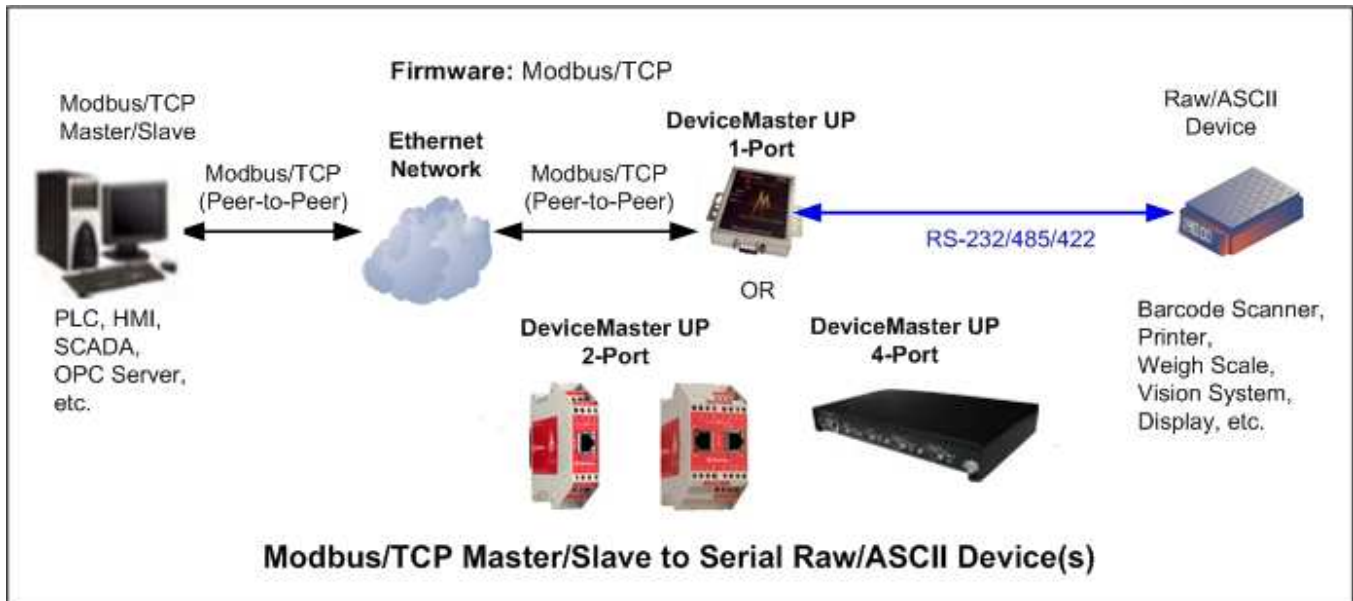 Firmware: Modbus/TCP
Modbus/TCP
Master/Slave
Ethernet
Network
DeviceMaster UP
1-Port
Raw/ASCII
Device
Modbus/TCP
(Peer-to-Peer)
Modbus/TCP
(Peer-to-Peer)
RS-232/485/422
OR
PLC, HMI,
SCADA,
OPC Server,
etc.
DeviceMaster UP
2-Port
DeviceMaster UP
4-Port
Barcode Scanner,
Printer,
Weigh Scale,
Vision System,
Display, etc.
Modbus/TCP Master/Slave to Serial Raw/ASCII Device(s)